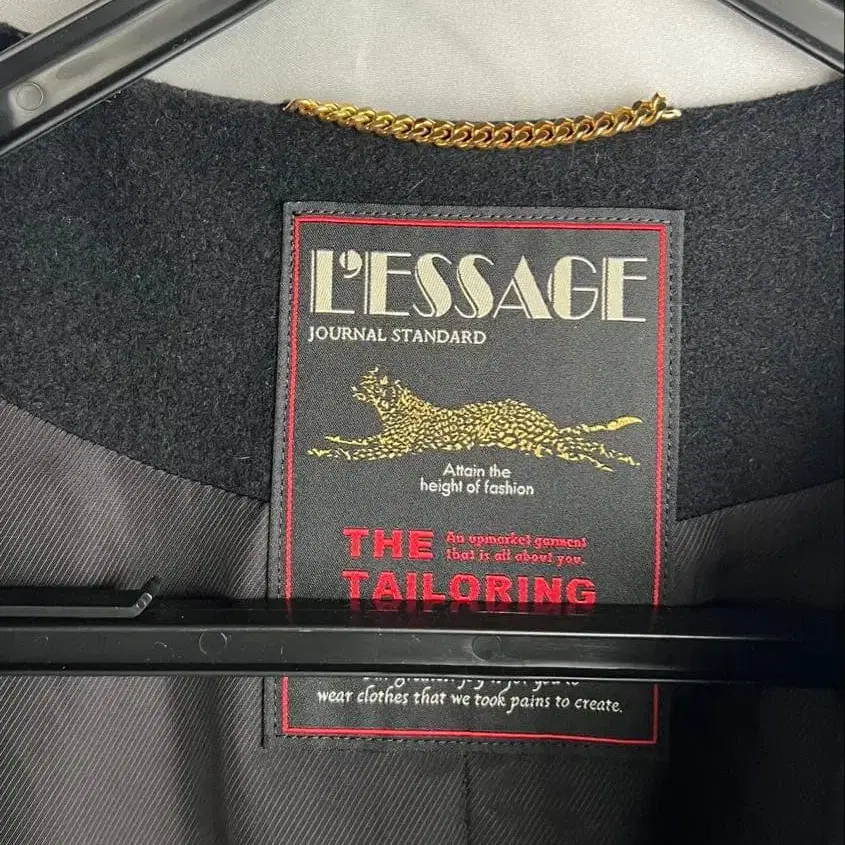 L'ESSAGE
JOURNAL STANDARD
Attain the
height of fashion
THE An upmarket garment
that is all about you.
TAILORING
wear clothes that we took pains to create.